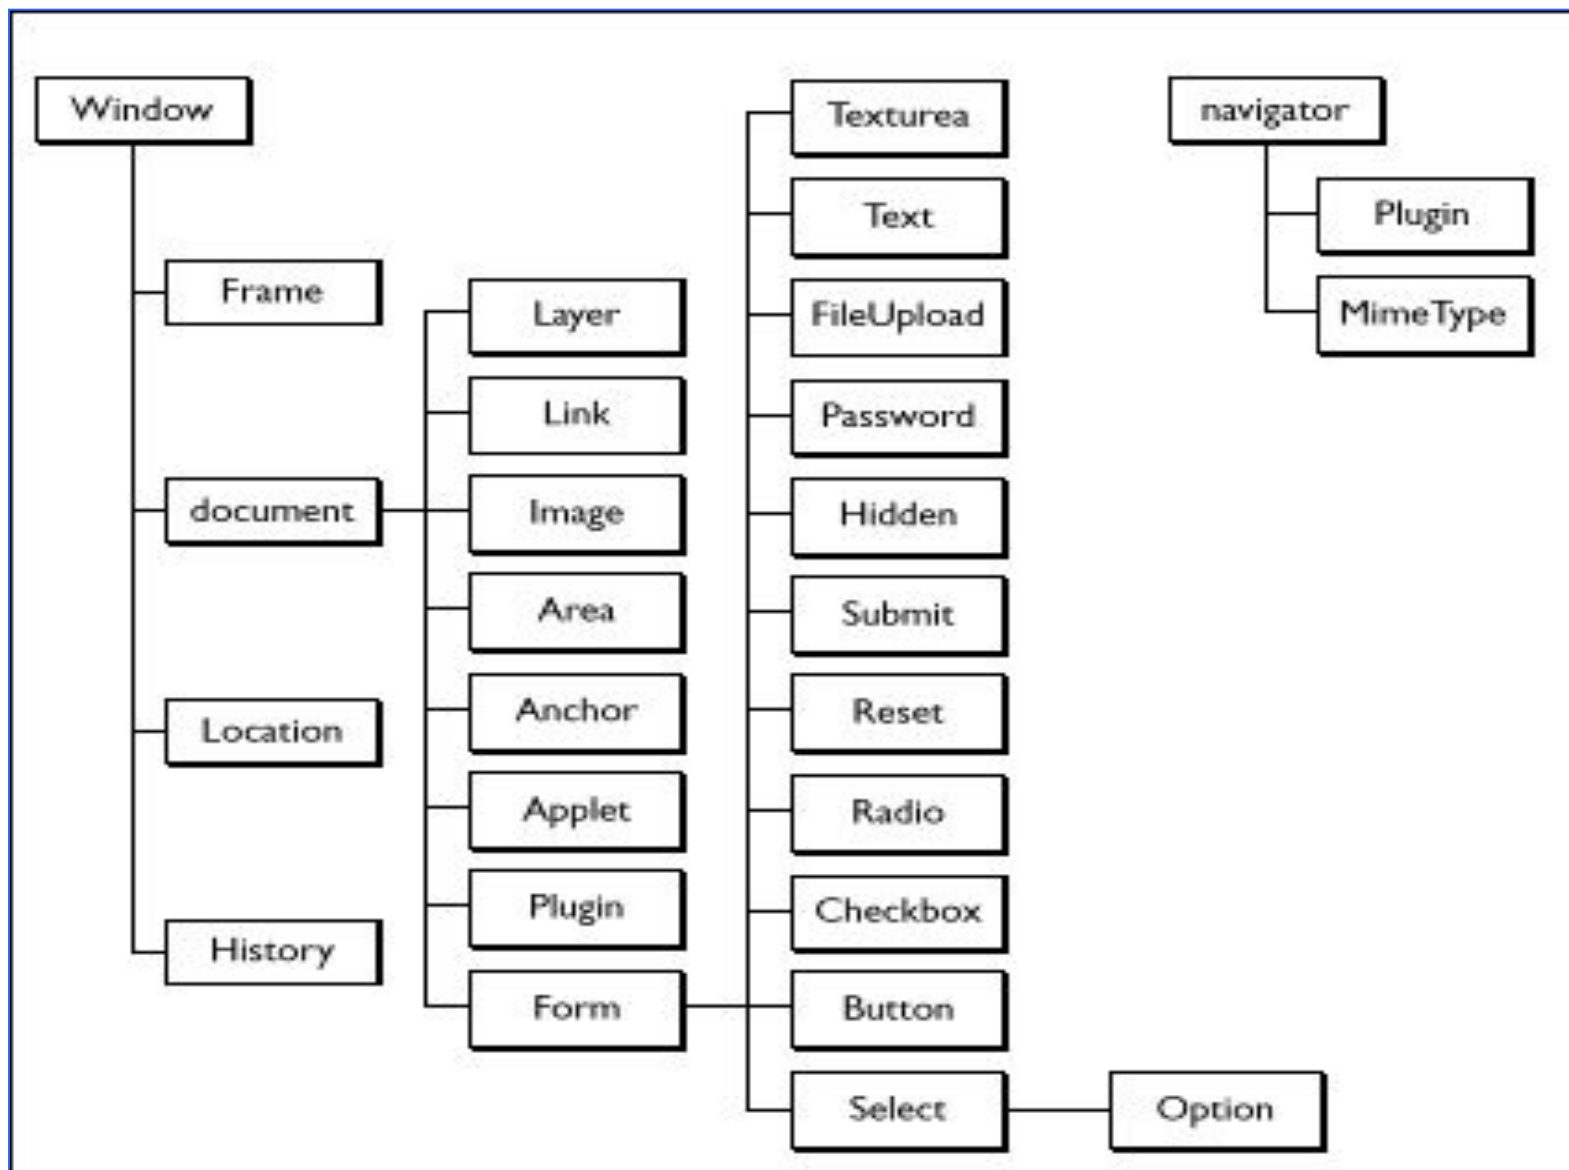 Window
Frame
document
Location
History
Layer
Link
Image
Area
Anchor
Applet
Plugin
Form
Texturea
Text
FileUpload
Password
Hidden
Submit
Reset
Radio
Checkbox
Button
Select
Option
navigator
Plugin
MimeType